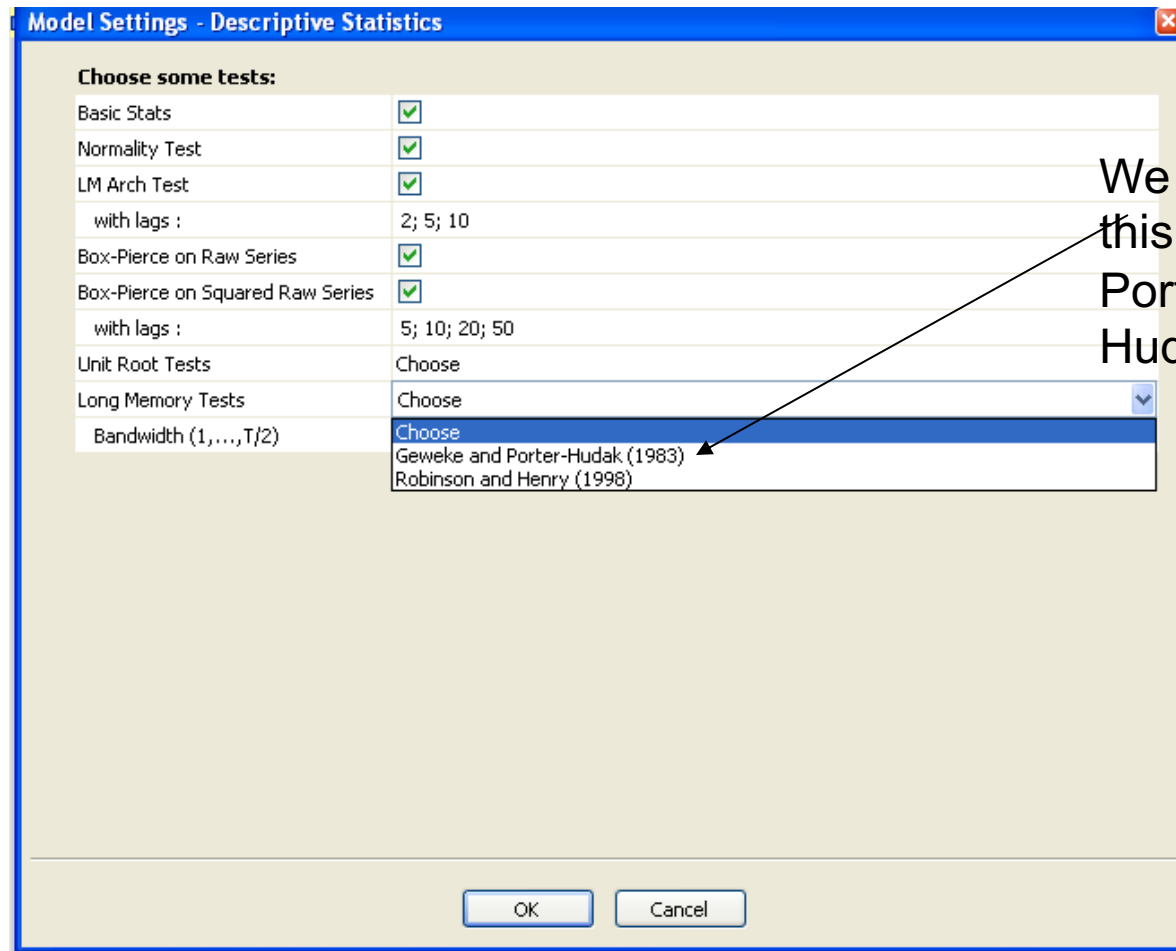 Model Settings - Descriptive Statistics
Choose some tests:
Basic Stats
Normality Test
LM Arch Test
with lags : 2; 5; 10
Box-Pierce on Raw Series
Box-Pierce on Squared Raw Series
with lags : 5; 10; 20; 50
Unit Root Tests Choose
Long Memory Tests Choose
Bandwidth (1,...,T/2)
Choose
Geweke and Porter-Hudak (1983)
Robinson and Henry (1998)
We
this
OK Cancel